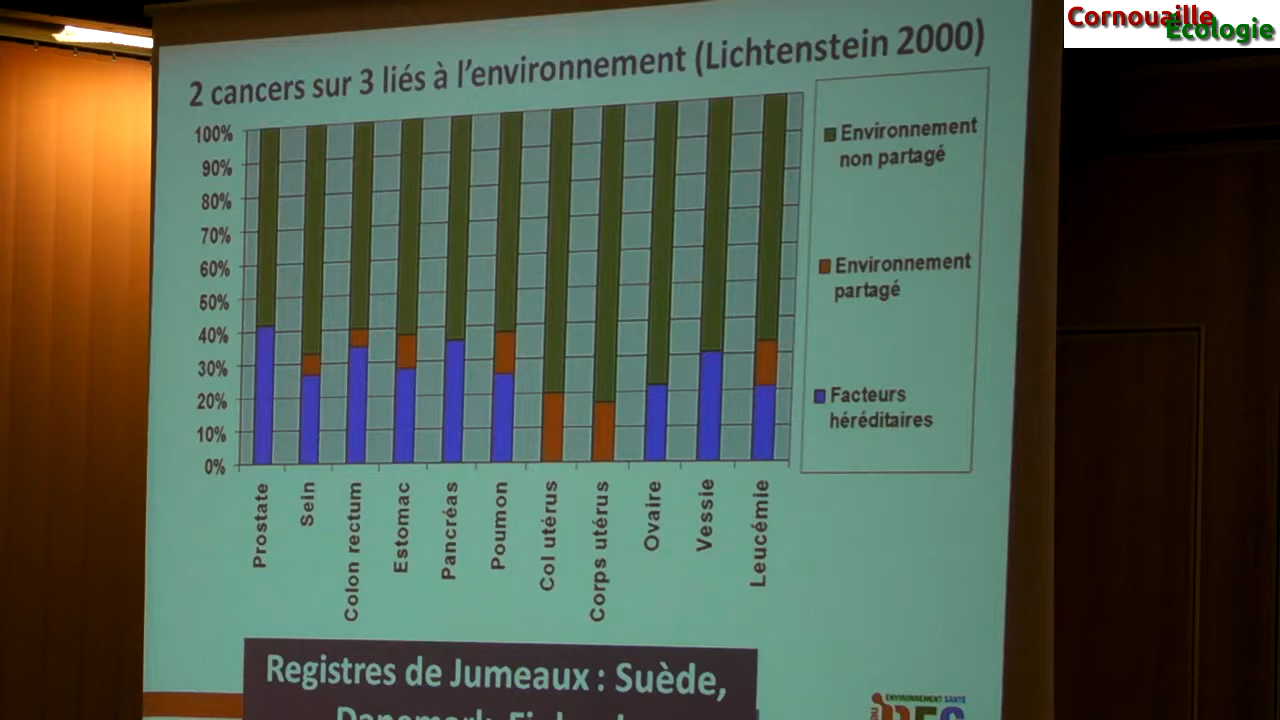 Cornouaille
Écologie
2 cancers sur 3 liés à l'environnement (Lichtenstein 2000)
100%
90%
80%
70%
60%
50%
40%
30%
20%
10%
0%
Prostate
Sein
Colon rectum
Estomac
Pancréas
Poumon
Col utérus
Corps utérus
Ovaire
Vessie
Leucémie
Environnement
non partagé
Environnement
partagé
Facteurs
héréditaires
Registres de Jumeaux : Suède,
ENVIRONNEMENT SANTÉ